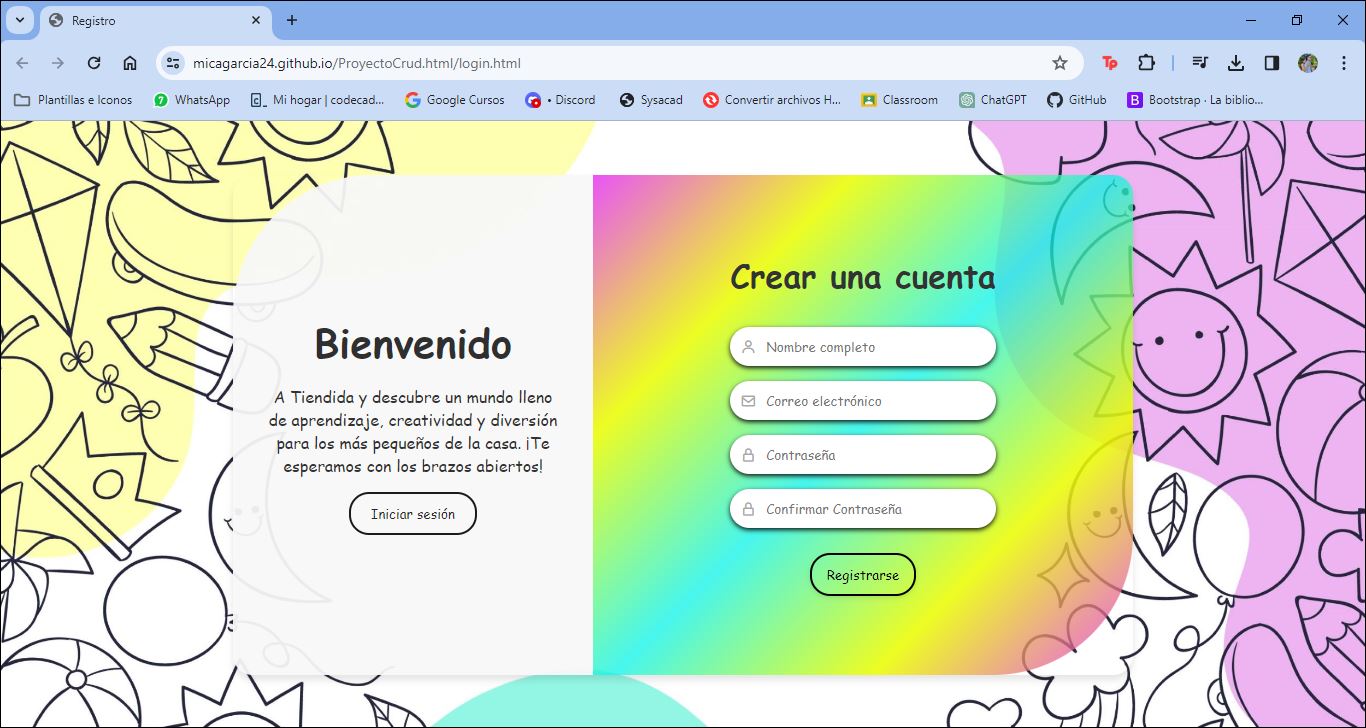 Registro
micagarcia24.github.io/ProyectoCrud.html/login.html
Tp
Plantillas e Iconos
WhatsApp
Mi hogar | codecad...
Google Cursos
• Discord
Sysacad
Convertir archivos H...
Classroom
ChatGPT
GitHub
B
Bootstrap · La biblio...
Bienvenido
A Tiendida y descubre un mundo lleno
de aprendizaje, creatividad y diversión
para los más pequeños de la casa. ¡Te
esperamos con los brazos abiertos!
Iniciar sesión
Crear una cuenta
Nombre completo
Correo electrónico
Contraseña
Confirmar Contraseña
Registrarse